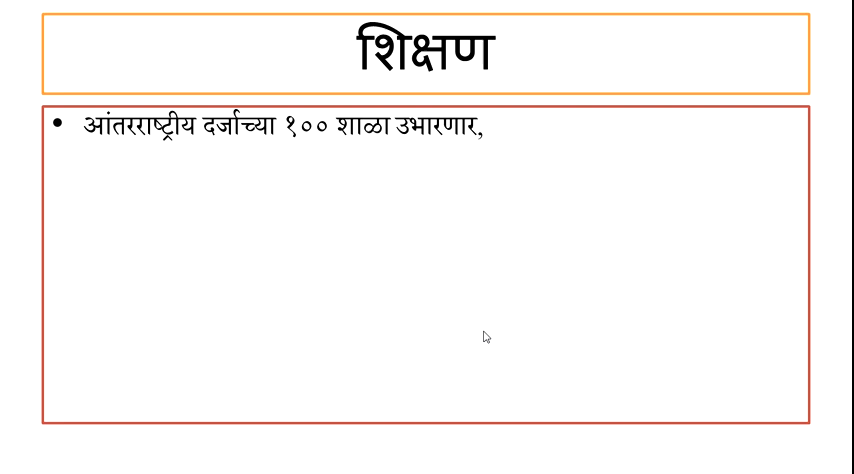 शिक्षण
• आंतरराष्ट्रीय दर्जाच्या १०० शाळा उभारणार,